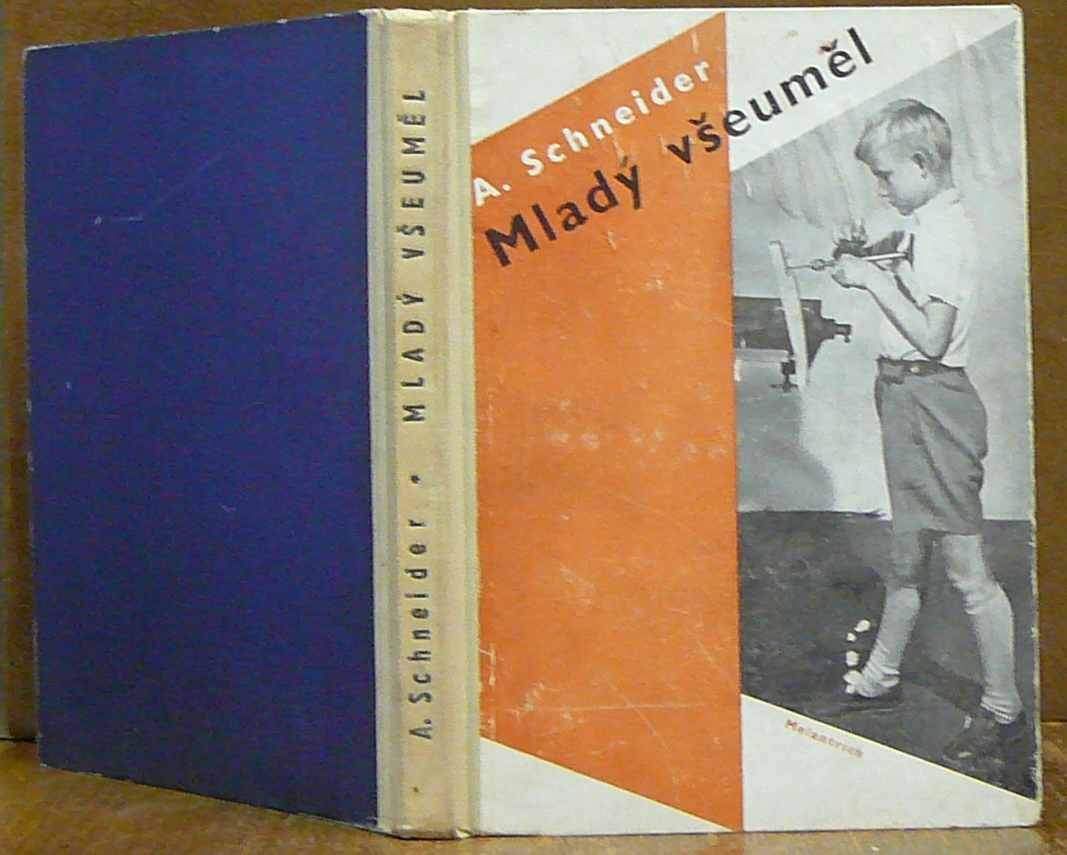 A. Schneider • MLADÝ VŠEUMĚL
A. Schneider
Mladý všeuměl
Melantrich